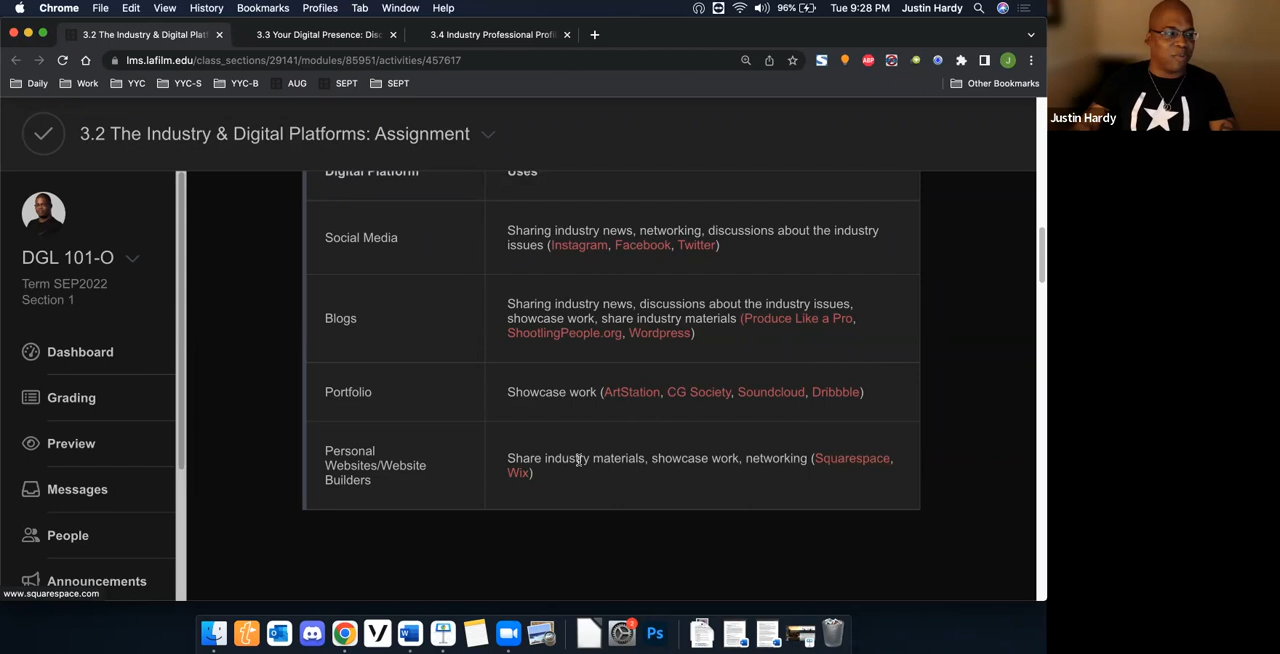 Chrome File Edit View History Bookmarks Profiles Tab Window Help 96% Tue 9:28 PM Justin Hardy
3.2 The Industry & Digital Platf 3.3 Your Digital Presence: Disc 3.4 Industry Professional Profi
lms.lafilm.edu/class_sections/29141/modules/85951/activities/457617
Daily Work YYC YYC-S YYC-B AUG SEPT SEPT Other Bookmarks
Justin Hardy
3.2 The Industry & Digital Platforms: Assignment
DGL 101-O
Term SEP2022
Section 1
Dashboard
Grading
Preview
Messages
People
Announcements
www.squarespace.com
Digital Platform Uses
Social Media
Sharing industry news, networking, discussions about the industry
issues (Instagram, Facebook, Twitter)
Blogs
Sharing industry news, discussions about the industry issues,
showcase work, share industry materials (Produce Like a Pro,
ShootlingPeople.org, Wordpress)
Portfolio
Showcase work (ArtStation, CG Society, Soundcloud, Dribbble)
Personal
Websites/Website
Builders
Share industry materials, showcase work, networking (Squarespace,
Wix)